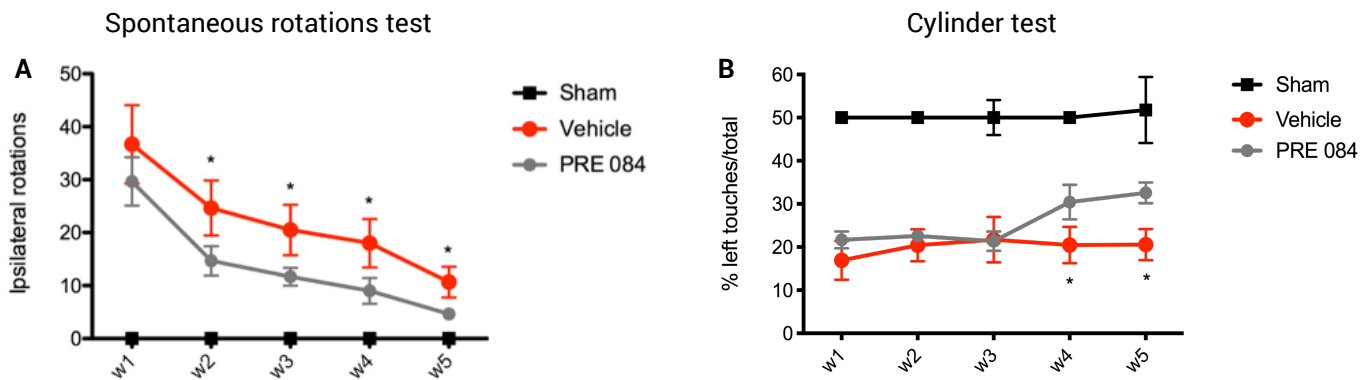 Spontaneous rotations test
Cylinder test
A
Ipsilateral rotations
50
40
30
20
10
0
* * * *
w1 w2 w3 w4 w5
Sham
Vehicle
PRE 084
B
% left touches/total
60
50
40
30
20
10
0
* *
w1 w2 w3 w4 w5
Sham
Vehicle
PRE 084